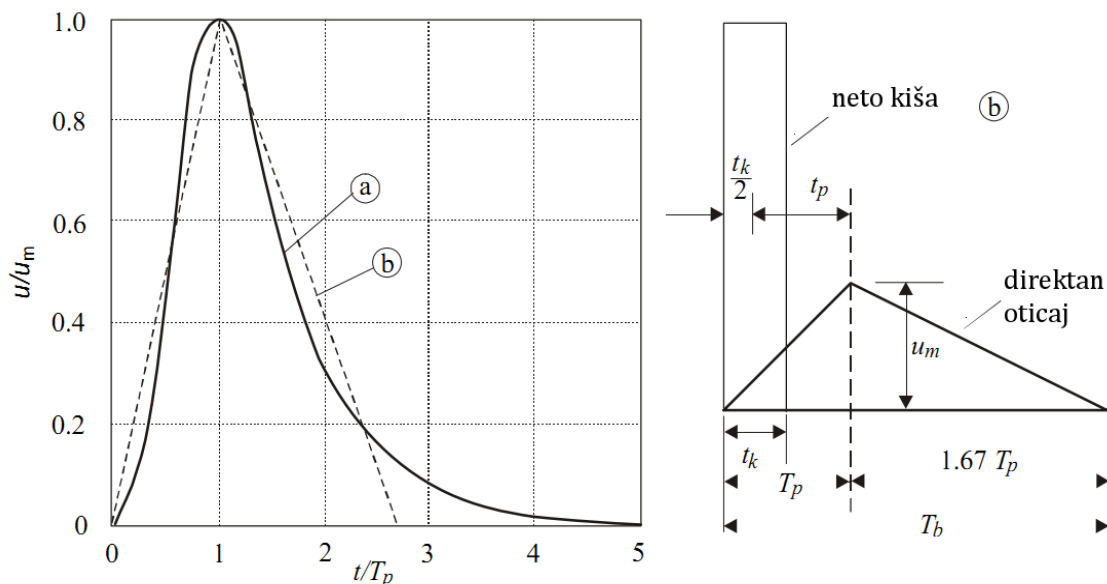 1.0
0.8
0.6
0.4
0.2
0
u/um
0
1
2
3
4
5
t/Tp
a
b
neto kiša
b
tk
2
tp
direktan
oticaj
um
tk
Tp
1.67 Tp
Tb